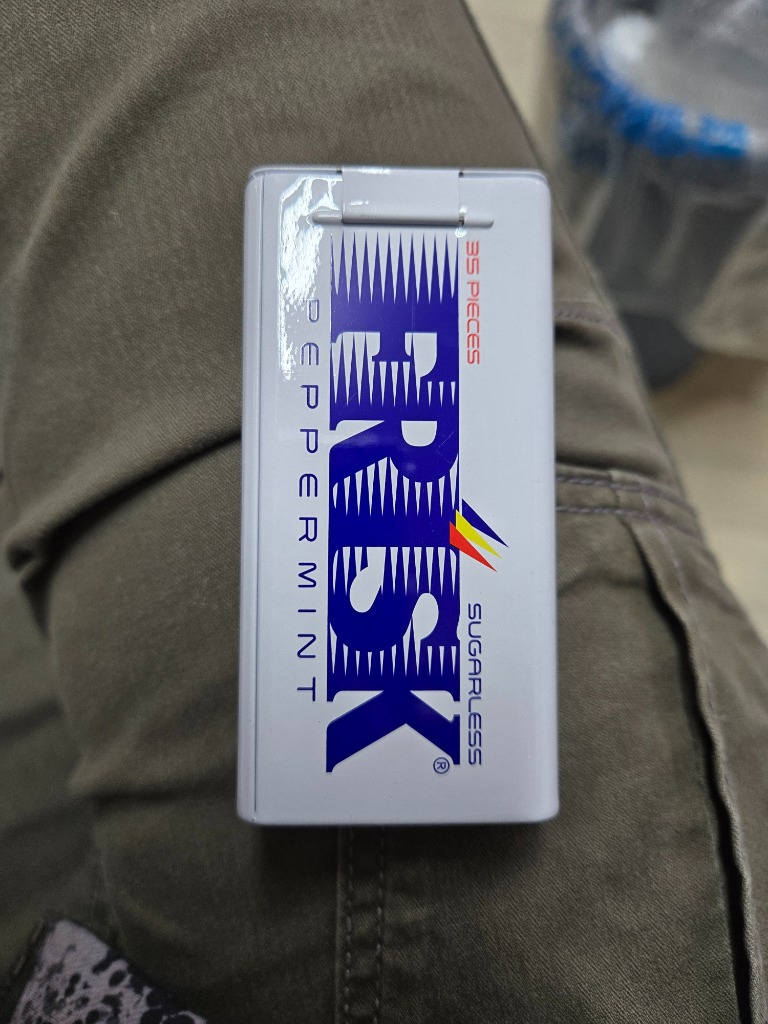 35 PIECES
SUGARLESS
FRISK®
PEPPERMINT